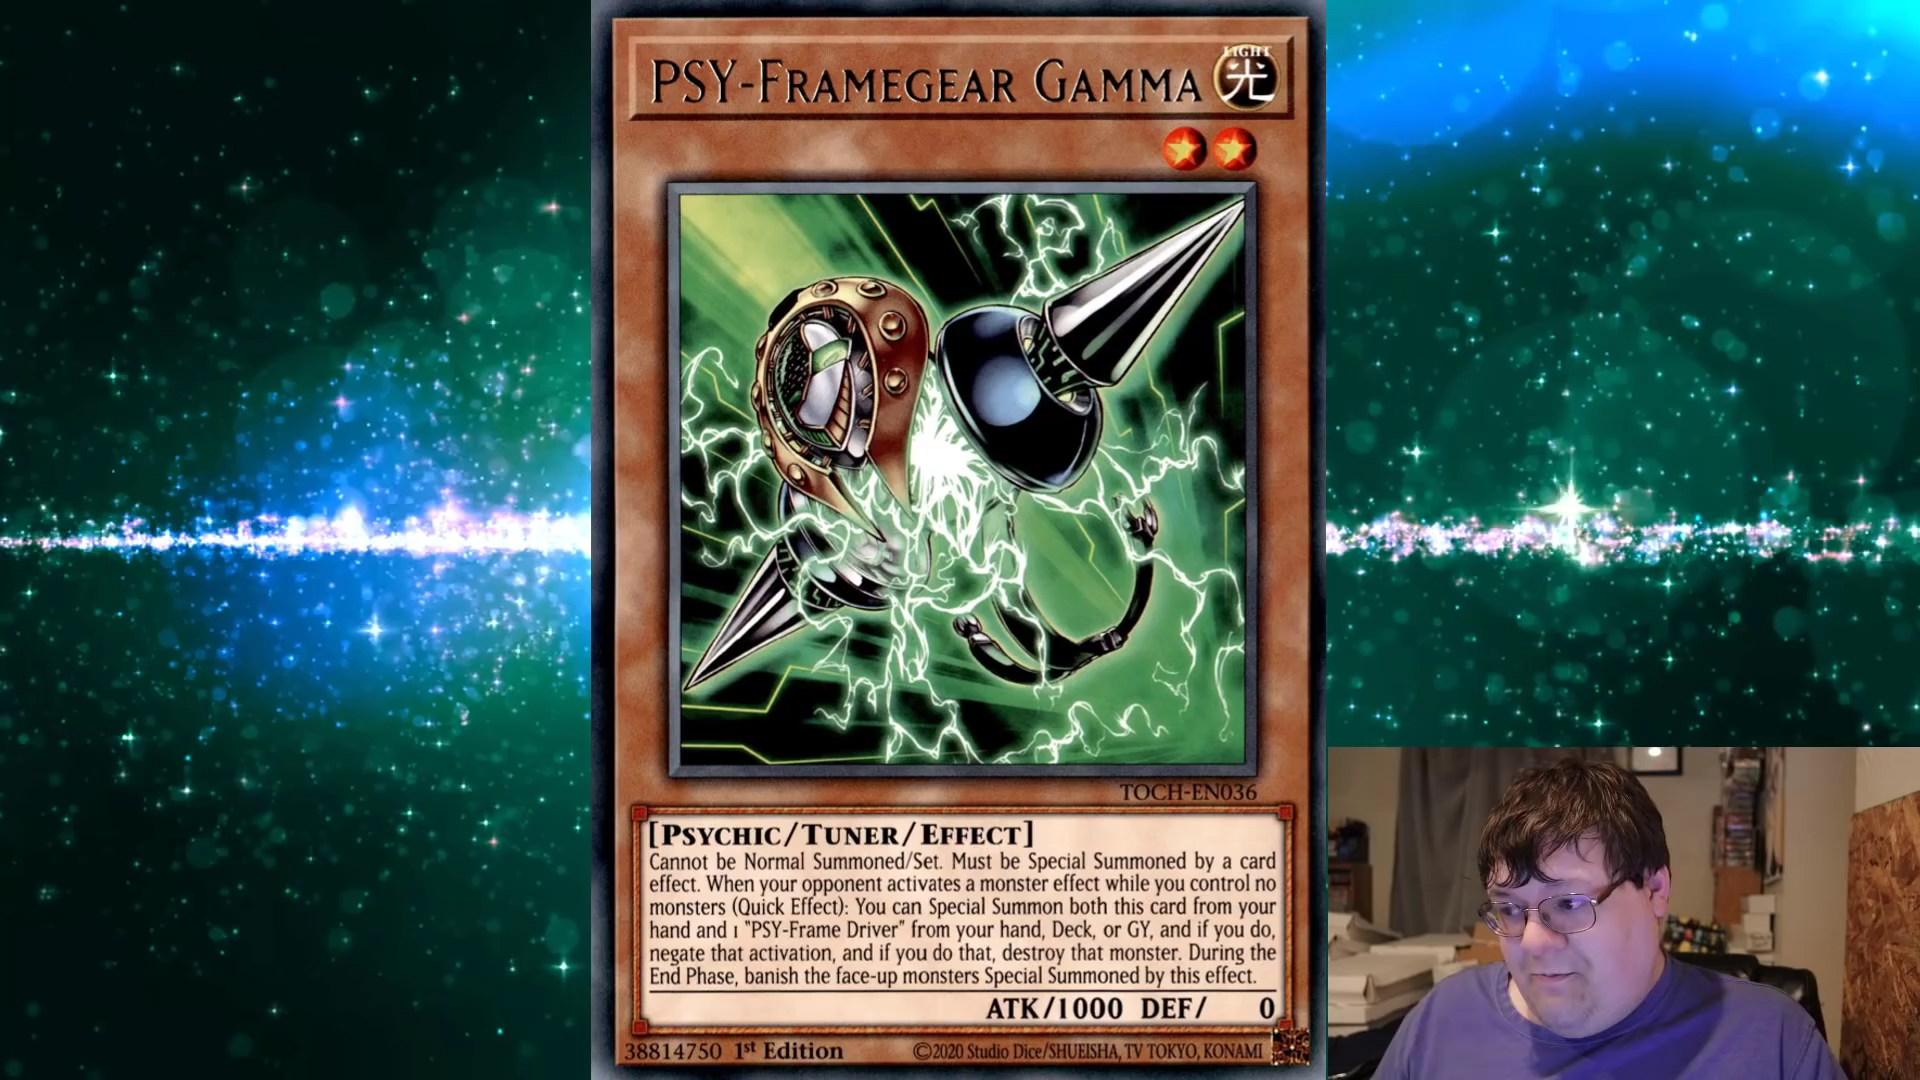 PSY-Framegear Gamma
LIGHT
光
TOCH-EN036
[Psychic/Tuner/Effect]
Cannot be Normal Summoned/Set. Must be Special Summoned by a card
effect. When your opponent activates a monster effect while you control no
monsters (Quick Effect): You can Special Summon both this card from your
hand and 1 "PSY-Frame Driver" from your hand, Deck, or GY, and if you do,
negate that activation, and if you do that, destroy that monster. During the
End Phase, banish the face-up monsters Special Summoned by this effect.
ATK/1000 DEF/ 0
38814750 1st Edition ©2020 Studio Dice/SHUEISHA, TV TOKYO, KONAMI